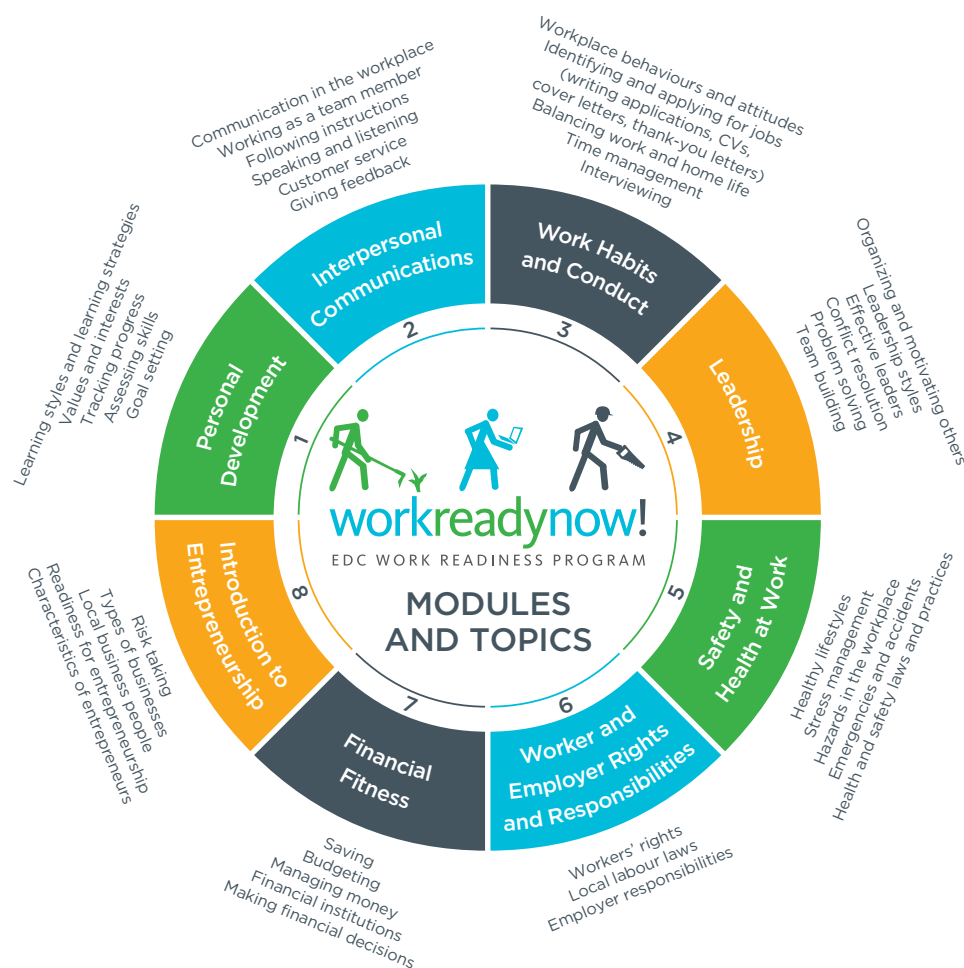 workreadynow!
EDC WORK READINESS PROGRAM
MODULES
AND TOPICS
1
Personal
Development
Learning styles and learning strategies
Values and interests
Tracking progress
Assessing skills
Goal setting
2
Interpersonal
Communications
Communication in the workplace
Working as a team member
Following instructions
Speaking and listening
Customer service
Giving feedback
3
Work Habits
and Conduct
Workplace behaviours and attitudes
Identifying and applying for jobs
(writing applications, CVs,
cover letters, thank-you letters)
Balancing work and home life
Time management
Interviewing
4
Leadership
Organizing and motivating others
Leadership styles
Effective leaders
Conflict resolution
Problem solving
Team building
5
Safety and
Health at Work
Healthy lifestyles
Stress management
Hazards in the workplace
Emergencies and accidents
Health and safety laws and practices
6
Worker and
Employer Rights
and Responsibilities
Workers' rights
Local labour laws
Employer responsibilities
7
Financial
Fitness
Saving
Budgeting
Managing money
Financial institutions
Making financial decisions
8
Introduction to
Entrepreneurship
Risk taking
Types of businesses
Local business people
Readiness for entrepreneurship
Characteristics of entrepreneurs